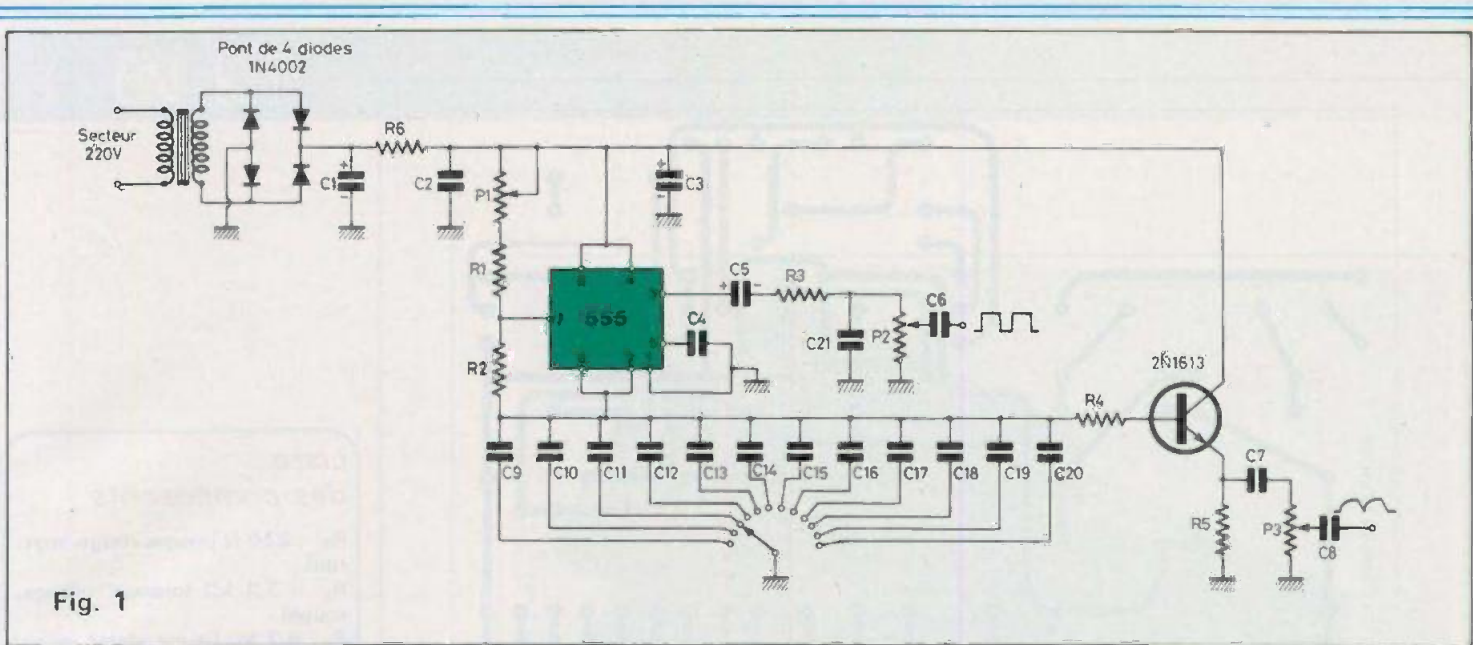 Pont de 4 diodes
1N4002
Secteur
220V
R6
C1
C2
P1
C3
R1
555
C4
C5
R3
C6
C21
P2
R2
2N1613
R4
C9
C10
C11
C12
C13
C14
C15
C16
C17
C18
C19
C20
C7
R5
P3
C8
Fig. 1